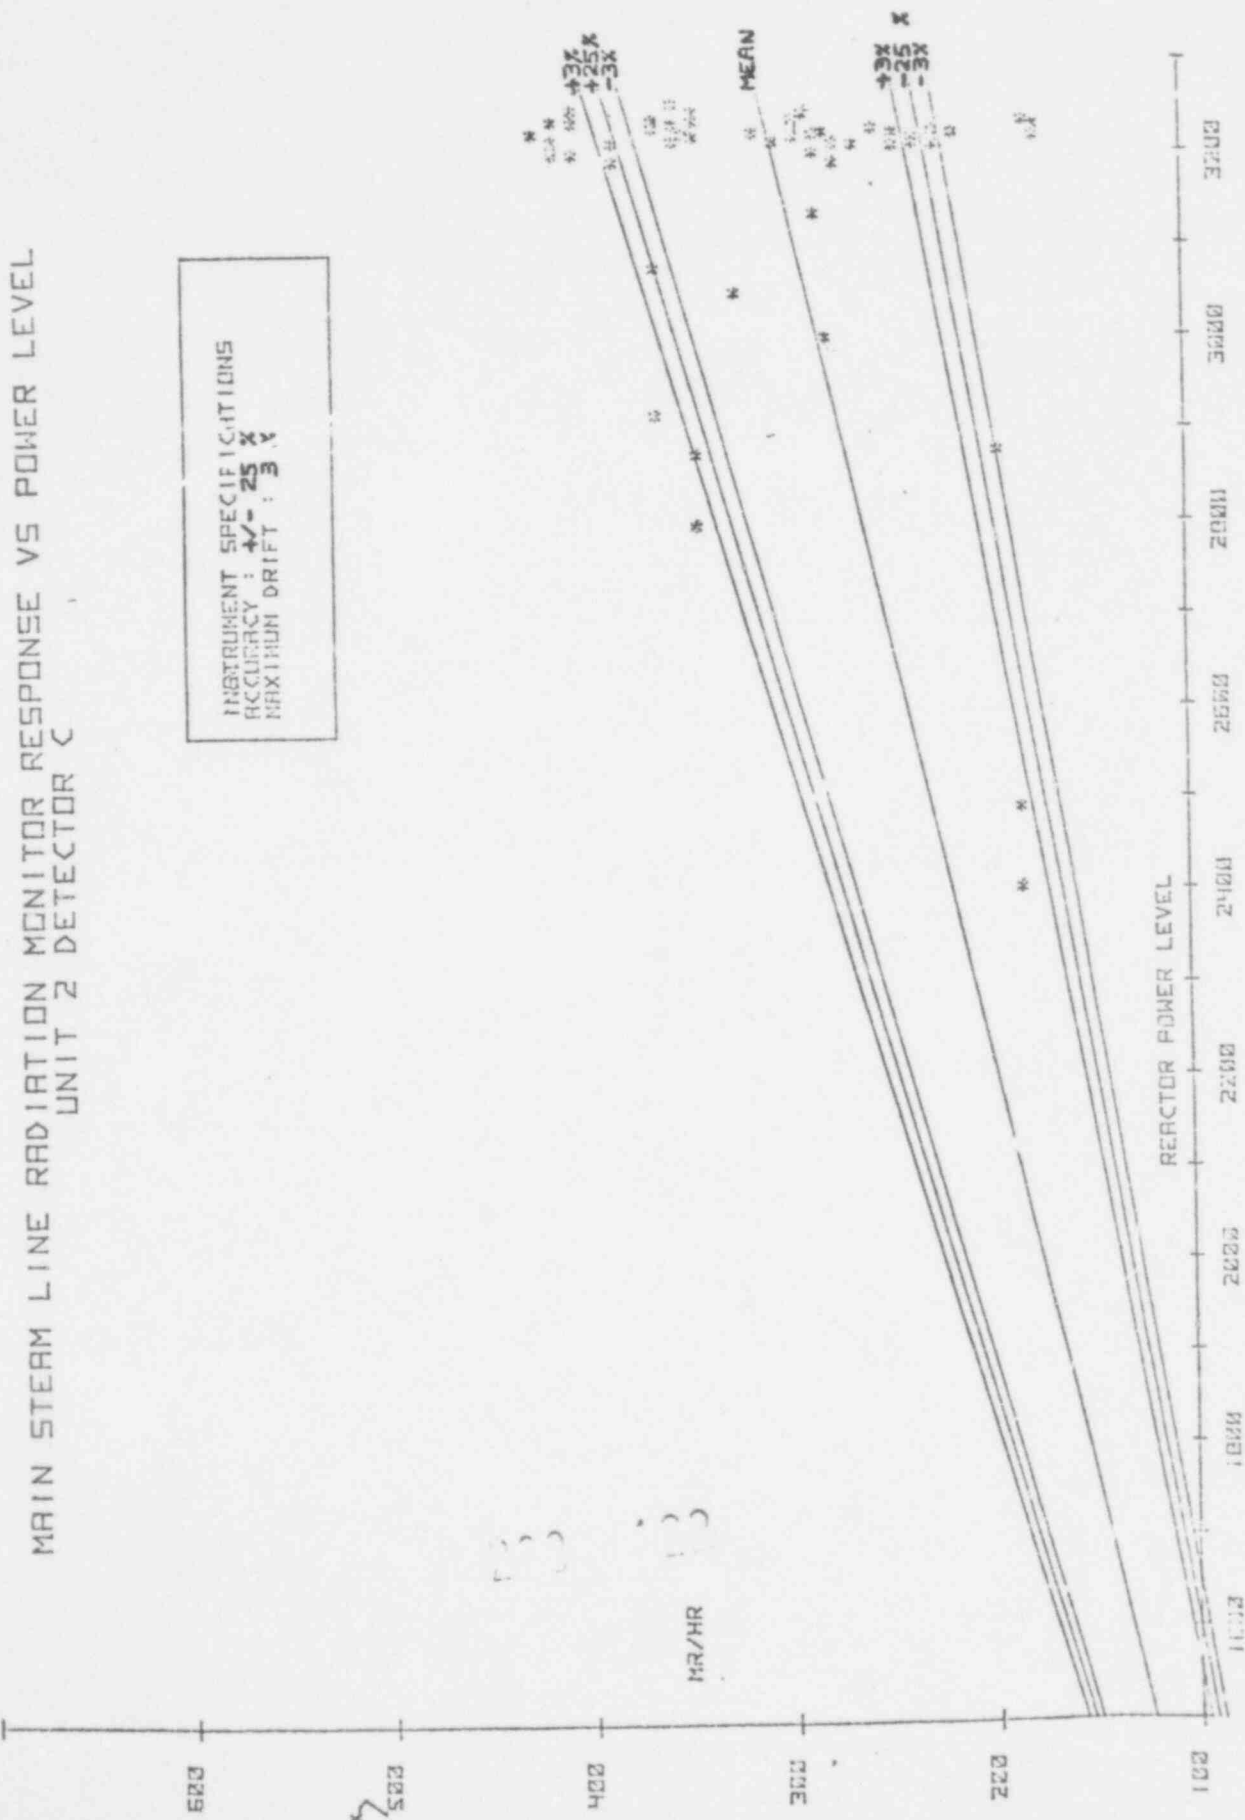 MAIN STEAM LINE RADIATION MONITOR RESPONSE VS POWER LEVEL
UNIT 2 DETECTOR C
INSTRUMENT SPECIFICATIONS
ACCURACY : +/- 25 %
MAXIMUM DRIFT : 3 %
+3%
+25%
-3%
MEAN
+3%
-25 %
-3%
MR/HR
600
500
400
300
200
100
REACTOR POWER LEVEL
1800
2000
2200
2400
2600
2800
3000
3200